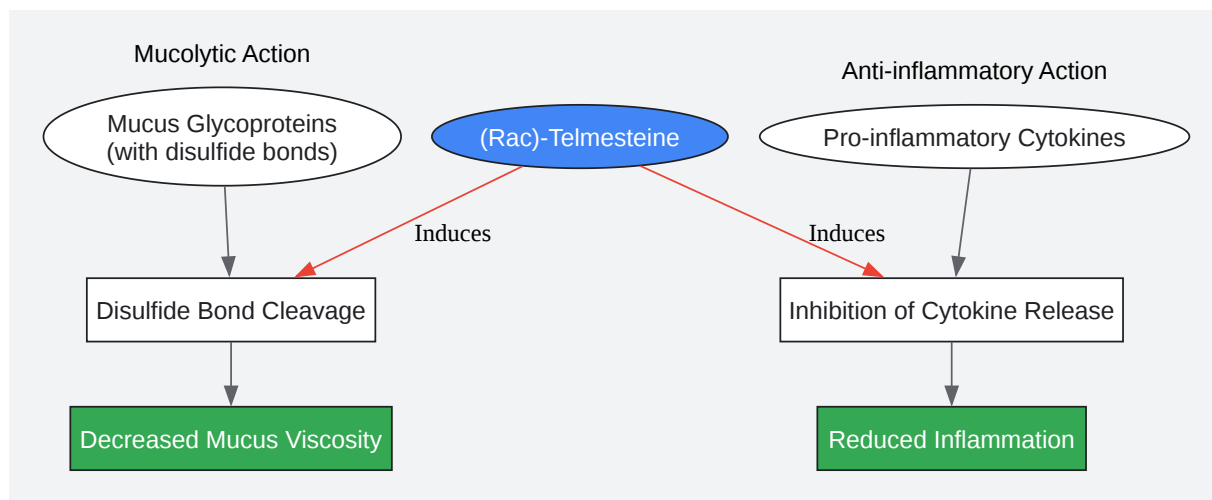 Mucolytic Action
Anti-inflammatory Action
Mucus Glycoproteins
(with disulfide bonds)
(Rac)-Telmesteine
Pro-inflammatory Cytokines
Induces
Induces
Disulfide Bond Cleavage
Inhibition of Cytokine Release
Decreased Mucus Viscosity
Reduced Inflammation